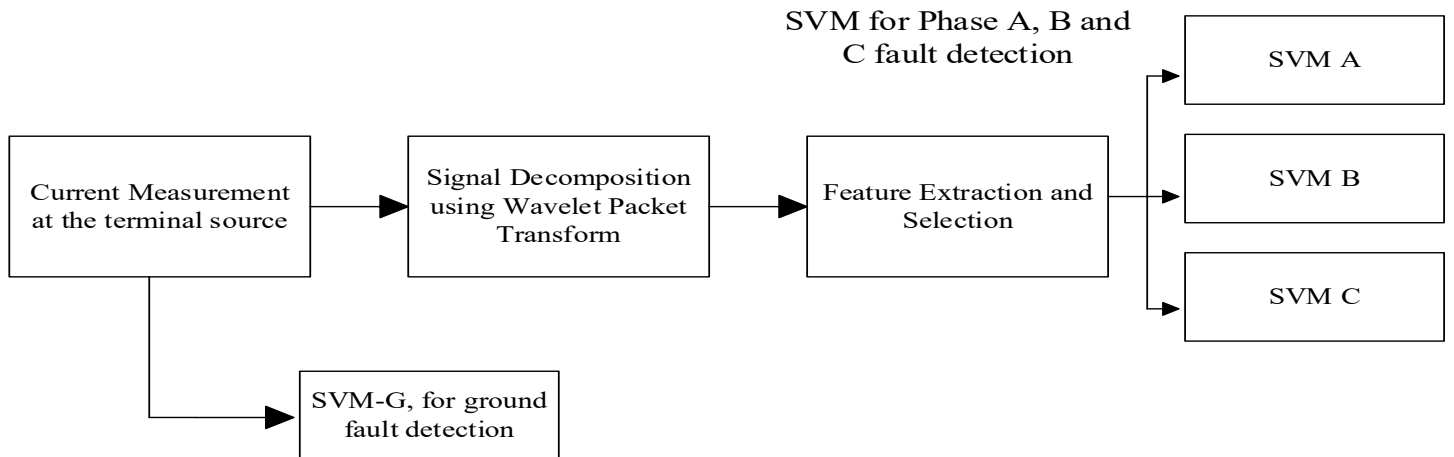 SVM for Phase A, B and
C fault detection
SVM A
Current Measurement
at the terminal source
Signal Decomposition
using Wavelet Packet
Transform
Feature Extraction and
Selection
SVM B
SVM C
SVM-G, for ground
fault detection